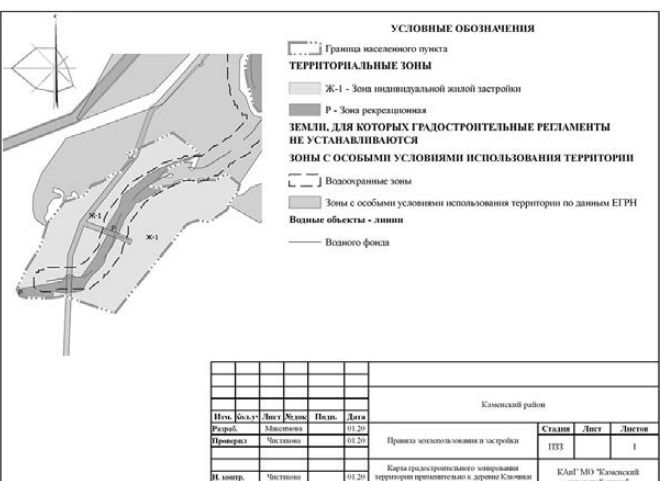 УСЛОВНЫЕ ОБОЗНАЧЕНИЯ
Граница населенного пункта
ТЕРРИТОРИАЛЬНЫЕ ЗОНЫ
Ж-1 - Зона индивидуальной жилой застройки
Р - Зона рекреационная
ЗЕМЛИ, ДЛЯ КОТОРЫХ ГРАДОСТРОИТЕЛЬНЫЕ РЕГЛАМЕНТЫ
НЕ УСТАНАВЛИВАЮТСЯ
ЗОНЫ С ОСОБЫМИ УСЛОВИЯМИ ИСПОЛЬЗОВАНИЯ ТЕРРИТОРИИ
Водоохранные зоны
Зоны с особыми условиями использования территории по данным ЕГРН
Водные объекты - линии
Водного фонда
Ж-1
Р
Ж-1
Каменский район
Изм. Кол.уч Лист №док Подп. Дата
Разраб. Максимова 01.20
Проверил Чистякова 01.20
Правила землепользования и застройки
Стадия Лист Листов
ПЗЗ 1
Н. контр. Чистякова 01.20
Карта градостроительного зонирования
территории применительно к деревне Ключики
КАиГ МО "Каменский